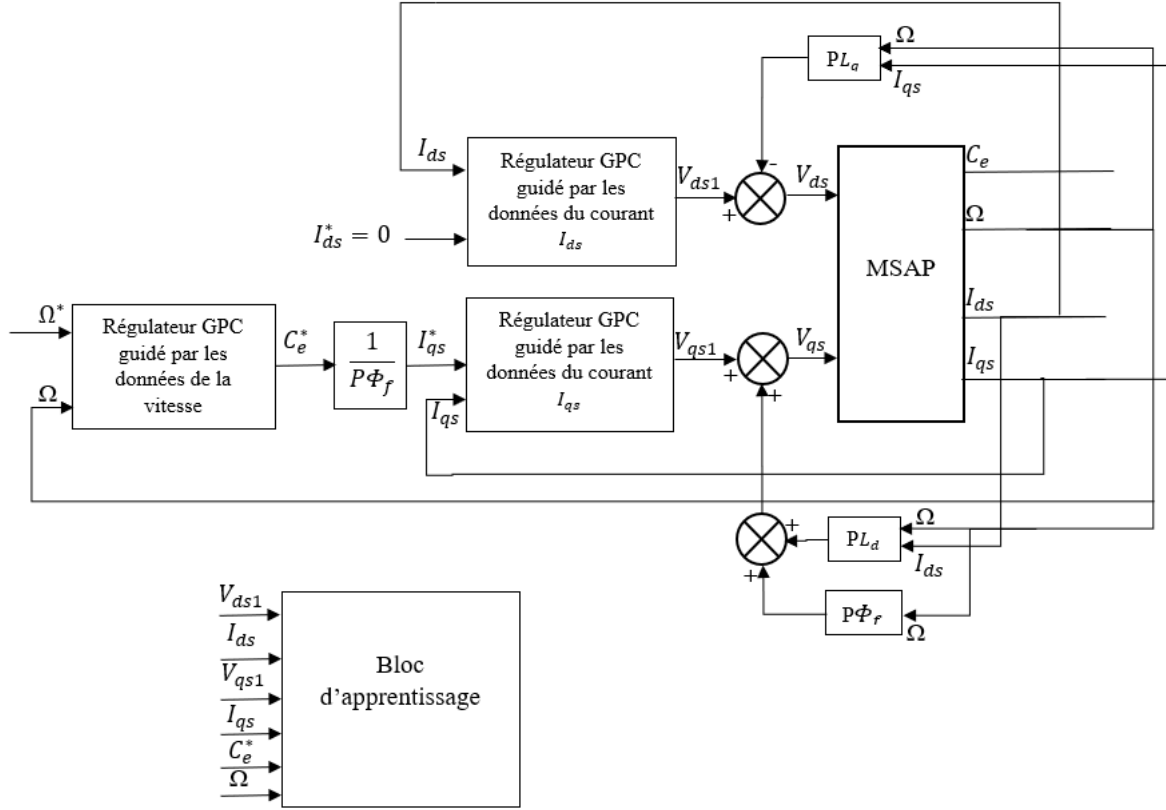 Ω
PL_q
I_qs
I_ds
Régulateur GPC
guidé par les
données du courant
I_ds
V_ds1
-
+
V_ds
I*_ds = 0
MSAP
C_e
Ω
I_ds
I_qs
Ω*
Ω
Régulateur GPC
guidé par les
données de la
vitesse
C*_e
1
PΦ_f
I*_qs
I_qs
Régulateur GPC
guidé par les
données du courant
I_qs
V_qs1
+
+
V_qs
+
+
PL_d
Ω
I_ds
PΦ_f
Ω
V_ds1
I_ds
V_qs1
I_qs
C*_e
Ω
Bloc
d'apprentissage